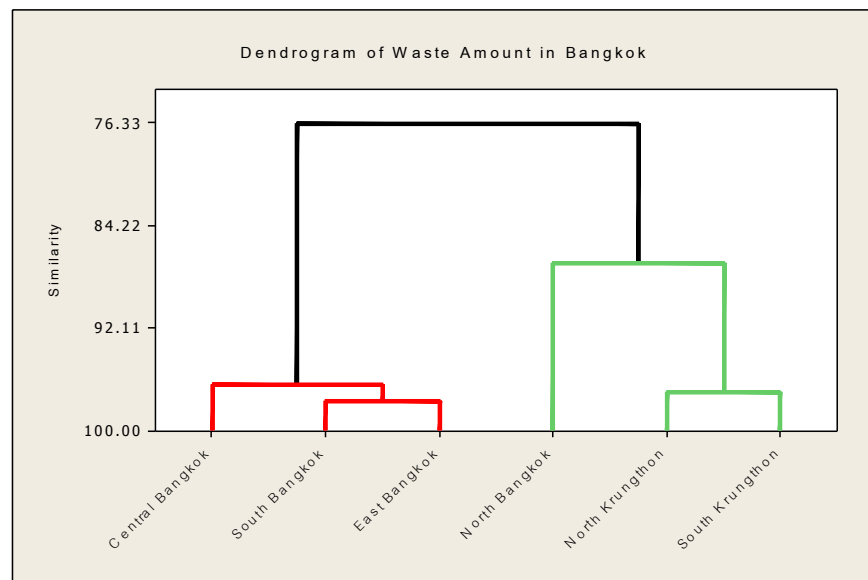 Dendrogram of Waste Amount in Bangkok
76.33
84.22
92.11
100.00
Similarity
Central Bangkok
South Bangkok
East Bangkok
North Bangkok
North Krungthon
South Krungthon